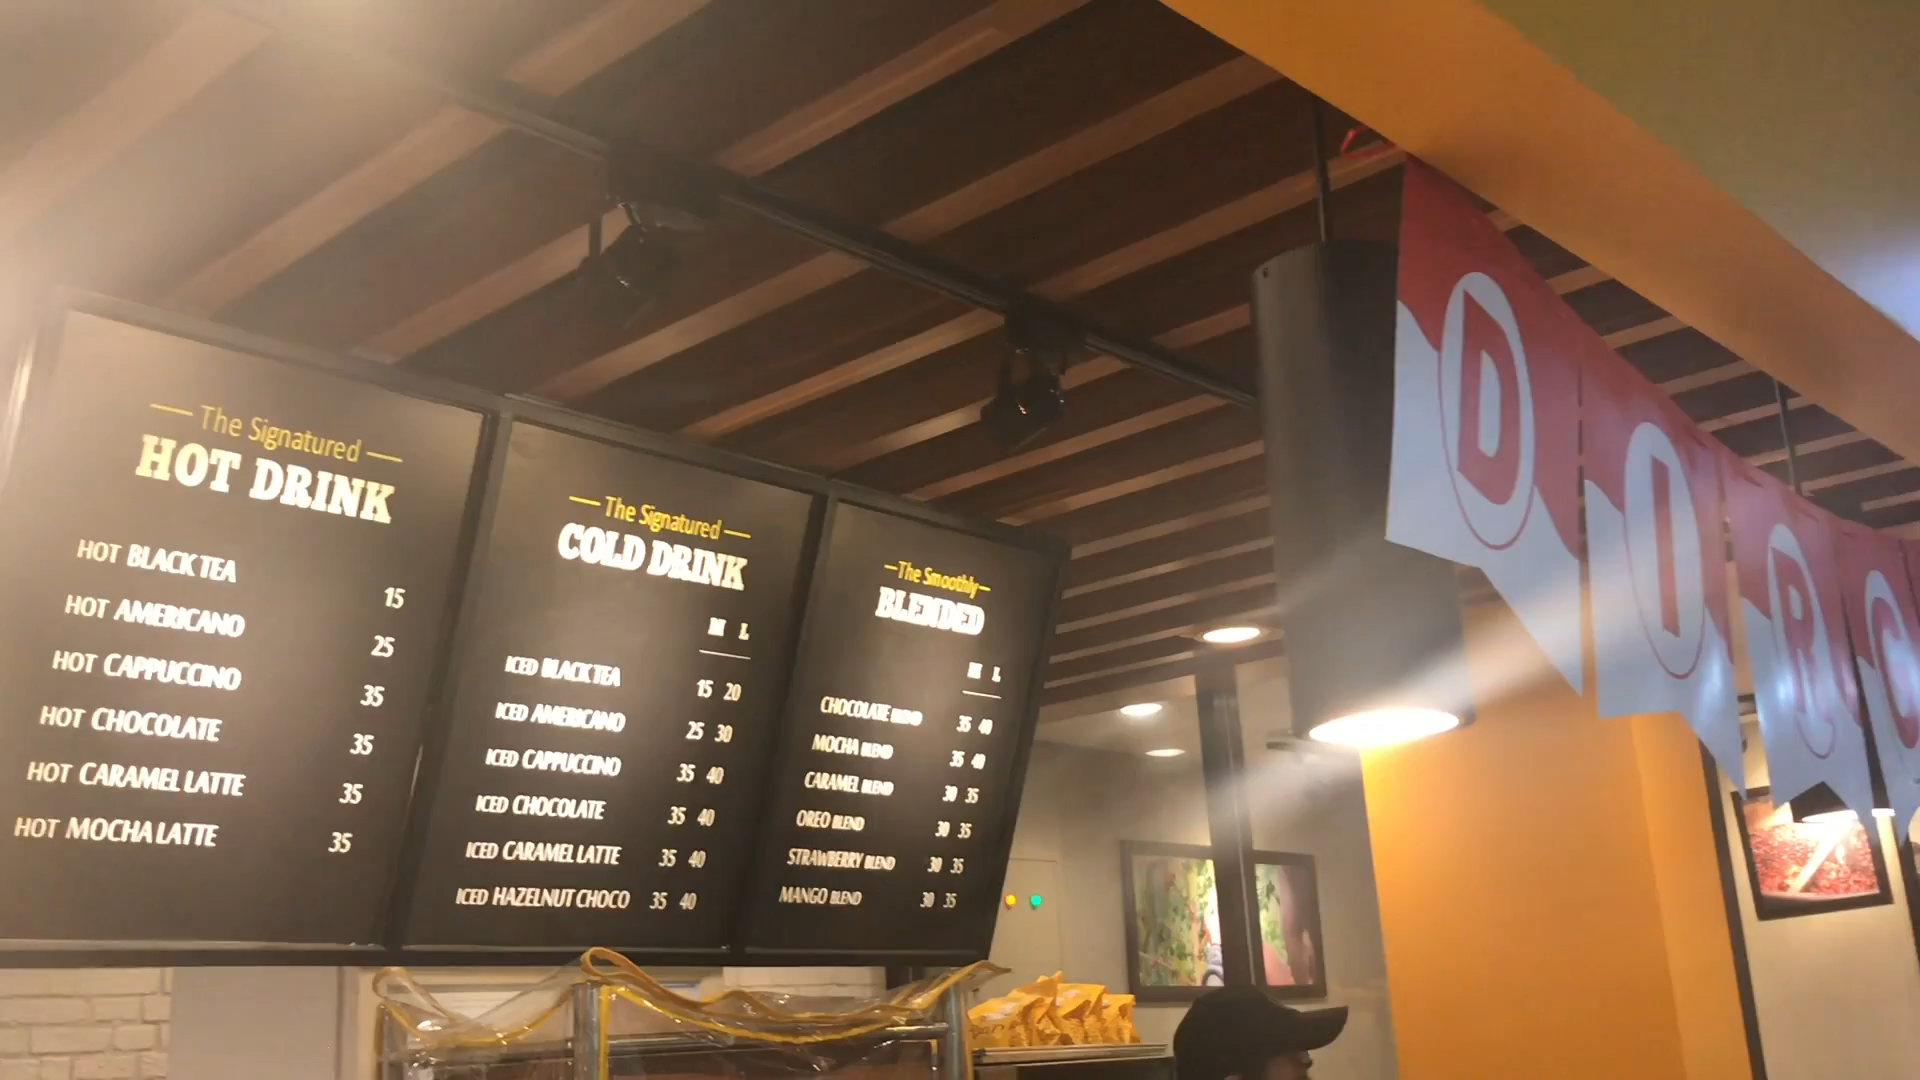 The Signatured
HOT DRINK
HOT BLACK TEA 15
HOT AMERICANO 25
HOT CAPPUCCINO 35
HOT CHOCOLATE 35
HOT CARAMEL LATTE 35
HOT MOCHA LATTE 35
The Signatured
COLD DRINK
M L
ICED BLACK TEA 15 20
ICED AMERICANO 25 30
ICED CAPPUCCINO 35 40
ICED CHOCOLATE 35 40
ICED CARAMEL LATTE 35 40
ICED HAZELNUT CHOCO 35 40
The Smoothly
BLENDED
M L
CHOCOLATE BLEND 35 40
MOCHA BLEND 35 40
CARAMEL BLEND 30 35
OREO BLEND 30 35
STRAWBERRY BLEND 30 35
MANGO BLEND 30 35
D I R G